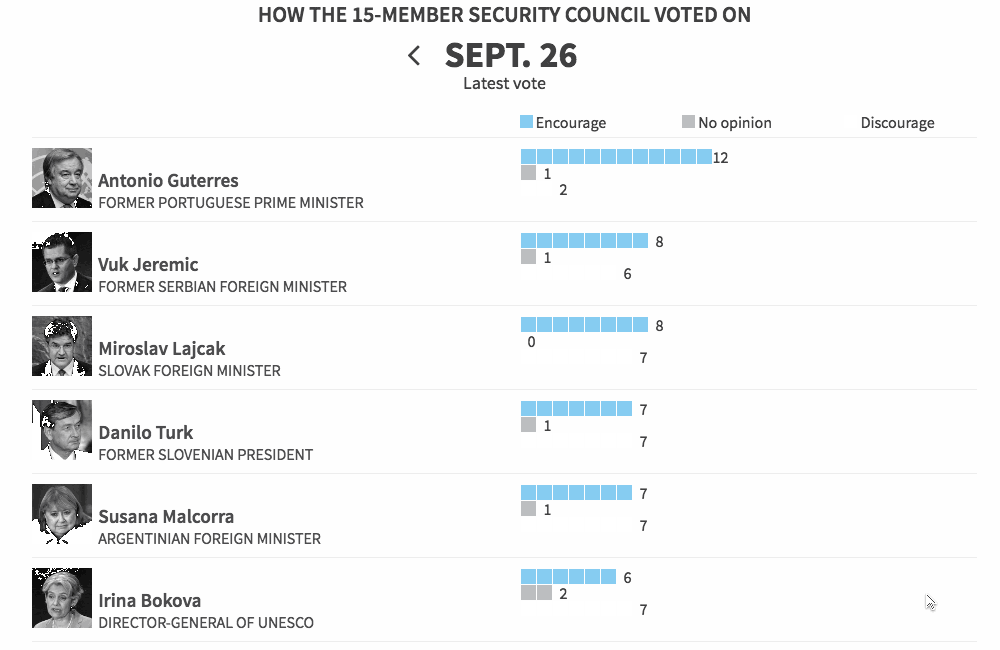 HOW THE 15-MEMBER SECURITY COUNCIL VOTED ON
SEPT. 26
Latest vote
Encourage No opinion Discourage
Antonio Guterres
FORMER PORTUGUESE PRIME MINISTER
12
1
2
Vuk Jeremic
FORMER SERBIAN FOREIGN MINISTER
8
1
6
Miroslav Lajcak
SLOVAK FOREIGN MINISTER
8
0
7
Danilo Turk
FORMER SLOVENIAN PRESIDENT
7
1
7
Susana Malcorra
ARGENTINIAN FOREIGN MINISTER
7
1
7
Irina Bokova
DIRECTOR-GENERAL OF UNESCO
6
2
7